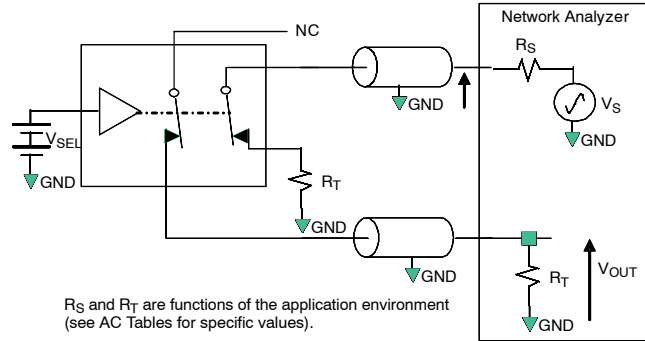 Network Analyzer
NC
RS
VS
GND
GND
VSEL
GND
RT
GND
GND
RT
VOUT
GND
RS and RT are functions of the application environment
(see AC Tables for specific values).